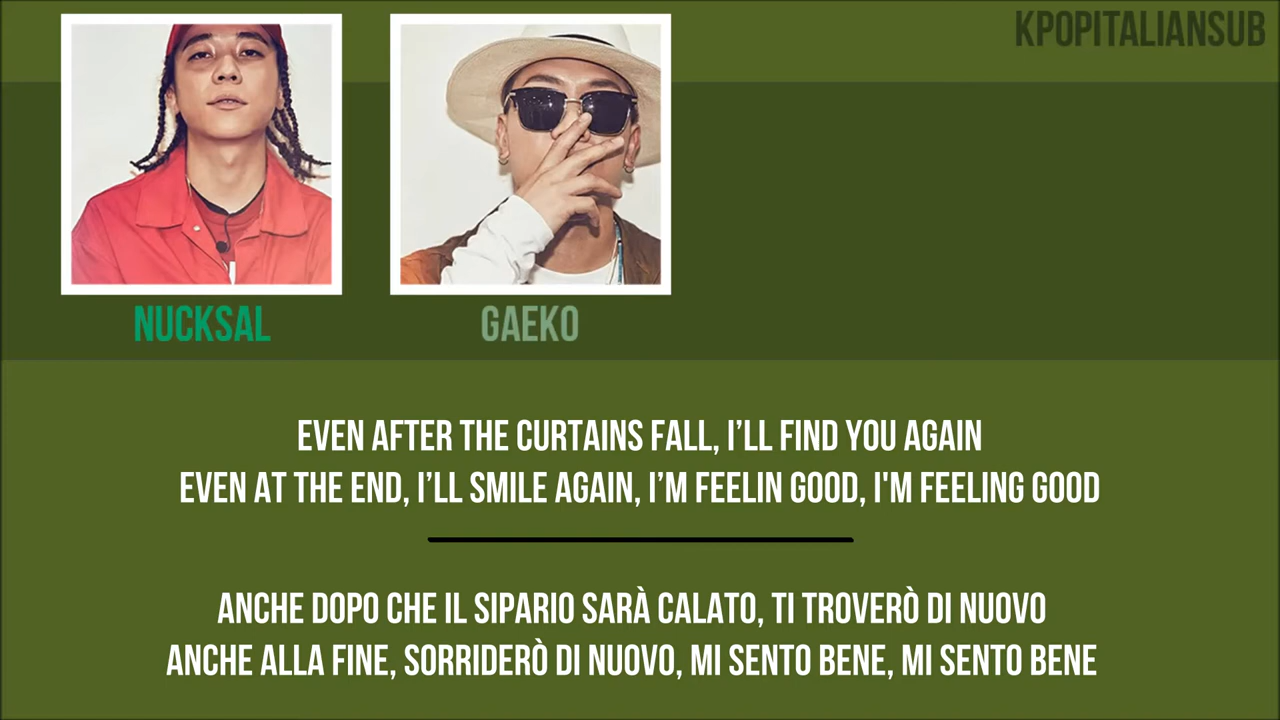 KPOPITALIANSUB
NUCKSAL
GAEKO
EVEN AFTER THE CURTAINS FALL, I’LL FIND YOU AGAIN
EVEN AT THE END, I’LL SMILE AGAIN, I’M FEELIN GOOD, I'M FEELING GOOD
ANCHE DOPO CHE IL SIPARIO SARÀ CALATO, TI TROVERÒ DI NUOVO
ANCHE ALLA FINE, SORRIDERÒ DI NUOVO, MI SENTO BENE, MI SENTO BENE